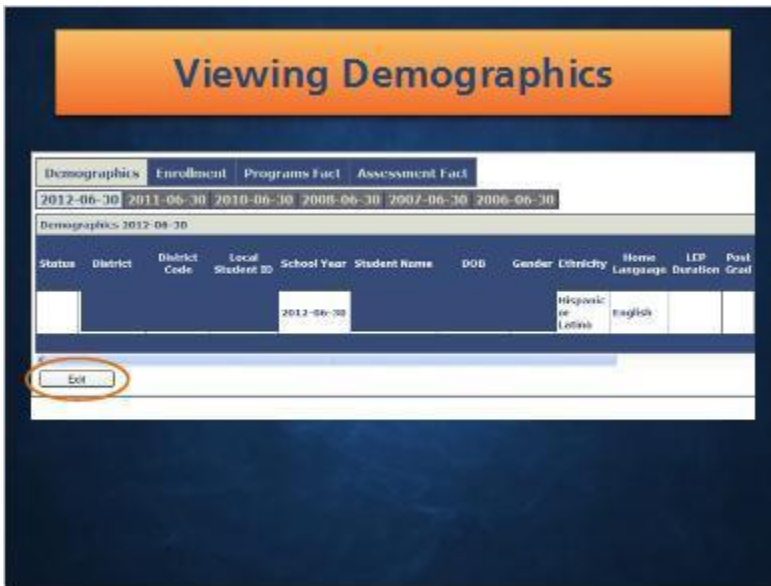 Viewing Demographics
Demographics Enrollment Programs Fact Assessment Fact
2012-06-30 2011-06-30 2010-06-30 2008-06-30 2007-06-30 2006-06-30
Demographics 2012-06-30
Status District District Code Local Student ID School Year Student Name DOB Gender Ethnicity Home Language LEP Duration Post Grad
2012-06-30 Hispanic or Latino English
Exit